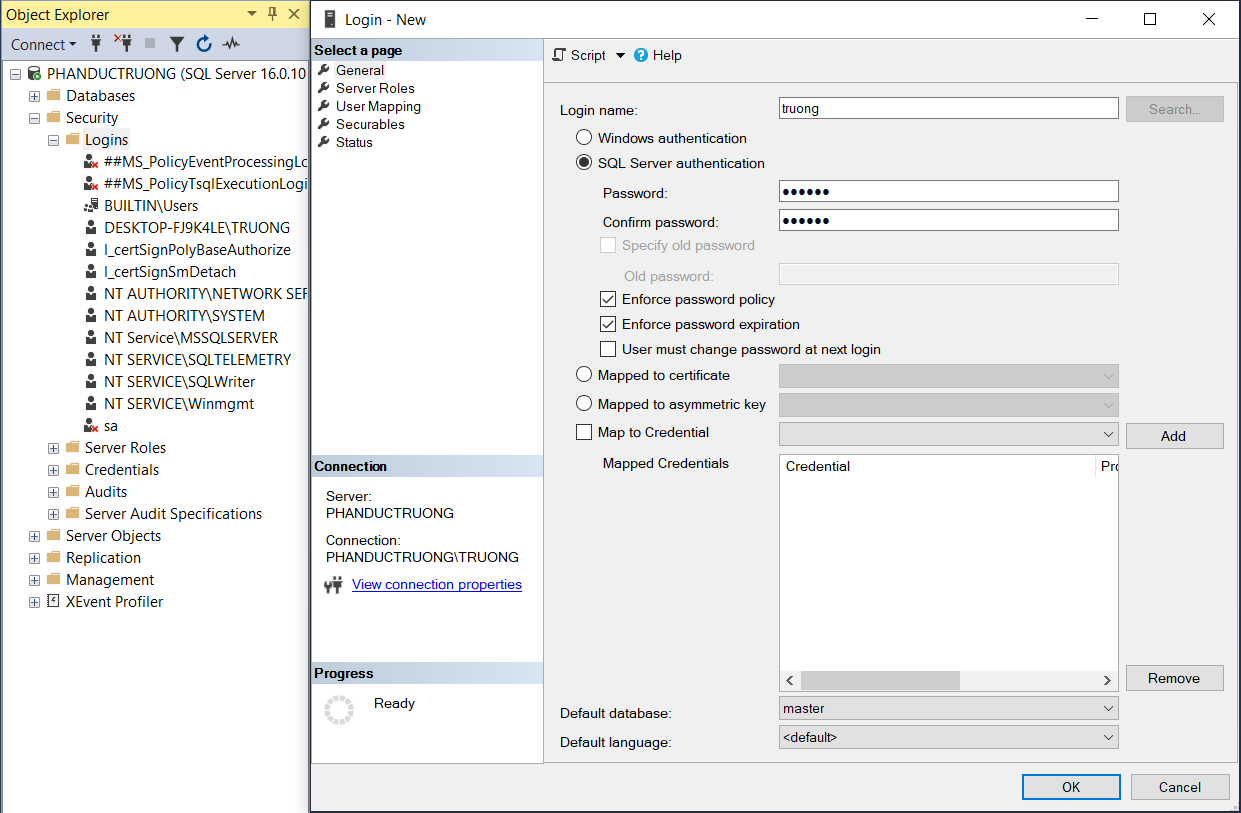 Object Explorer
Connect
PHANDUCTRUONG (SQL Server 16.0.10
Databases
Security
Logins
##MS_PolicyEventProcessingLo
##MS_PolicyTsqlExecutionLogi
BUILTIN\Users
DESKTOP-FJ9K4LE\TRUONG
l_certSignPolyBaseAuthorize
l_certSignSmDetach
NT AUTHORITY\NETWORK SER
NT AUTHORITY\SYSTEM
NT Service\MSSQLSERVER
NT SERVICE\SQLTELEMETRY
NT SERVICE\SQLWriter
NT SERVICE\Winmgmt
sa
Server Roles
Credentials
Audits
Server Audit Specifications
Server Objects
Replication
Management
XEvent Profiler
Login - New
Select a page
General
Server Roles
User Mapping
Securables
Status
Connection
Server:
PHANDUCTRUONG
Connection:
PHANDUCTRUONG\TRUONG
View connection properties
Progress
Ready
Script Help
Login name: truong Search...
Windows authentication
SQL Server authentication
Password: ●●●●●●
Confirm password: ●●●●●●
Specify old password
Old password:
Enforce password policy
Enforce password expiration
User must change password at next login
Mapped to certificate
Mapped to asymmetric key
Map to Credential Add
Mapped Credentials Credential Pro
Remove
Default database: master
Default language: <default>
OK Cancel